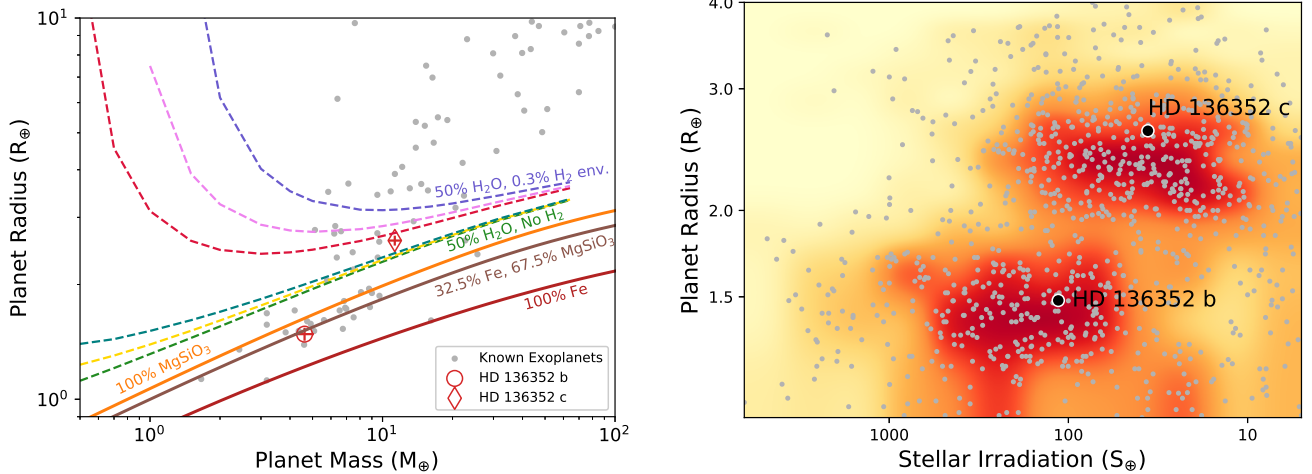 10¹
Planet Radius (R⊕)
10⁰
50% H₂O, 0.3% H₂ env.
50% H₂O, No H₂
32.5% Fe, 67.5% MgSiO₃
100% Fe
100% MgSiO₃
Known Exoplanets
HD 136352 b
HD 136352 c
10⁰ 10¹ 10²
Planet Mass (M⊕)
4.0
3.0
2.0
1.5
Planet Radius (R⊕)
HD 136352 c
HD 136352 b
1000 100 10
Stellar Irradiation (S⊕)